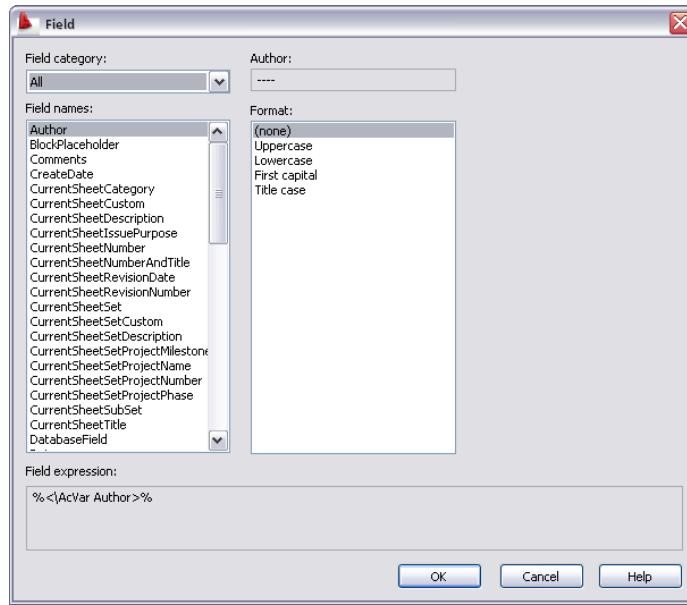 Field
Field category:
All
Field names:
Author
BlockPlaceholder
Comments
CreateDate
CurrentSheetCategory
CurrentSheetCustom
CurrentSheetDescription
CurrentSheetIssuePurpose
CurrentSheetNumber
CurrentSheetNumberAndTitle
CurrentSheetRevisionDate
CurrentSheetRevisionNumber
CurrentSheetSet
CurrentSheetSetCustom
CurrentSheetSetDescription
CurrentSheetSetProjectMilestone
CurrentSheetSetProjectName
CurrentSheetSetProjectNumber
CurrentSheetSetProjectPhase
CurrentSheetSubSet
CurrentSheetTitle
DatabaseField
Author:
----
Format:
(none)
Uppercase
Lowercase
First capital
Title case
Field expression:
%<\AcVar Author>%
OK
Cancel
Help